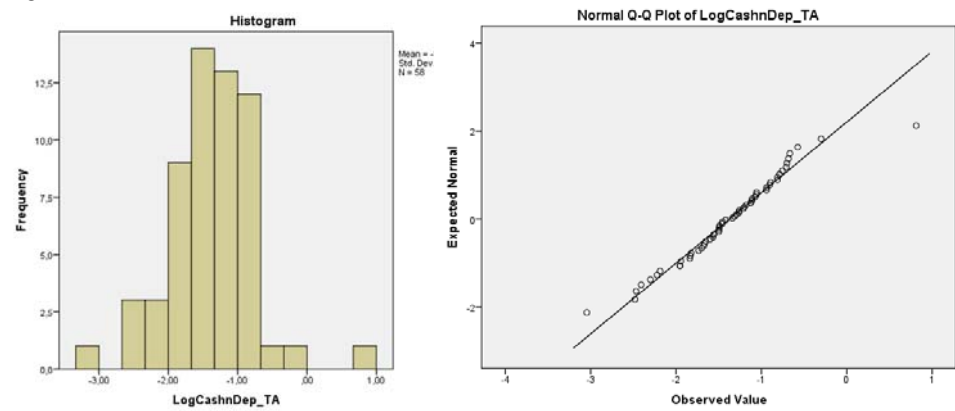 Histogram
Mean = -
Std. Dev
N = 58
12,5
10,0
7,5
5,0
2,5
0,0
Frequency
-3,00 -2,00 -1,00 ,00 1,00
LogCashnDep_TA
Normal Q-Q Plot of LogCashnDep_TA
4
2
0
-2
Expected Normal
-4 -3 -2 -1 0 1
Observed Value